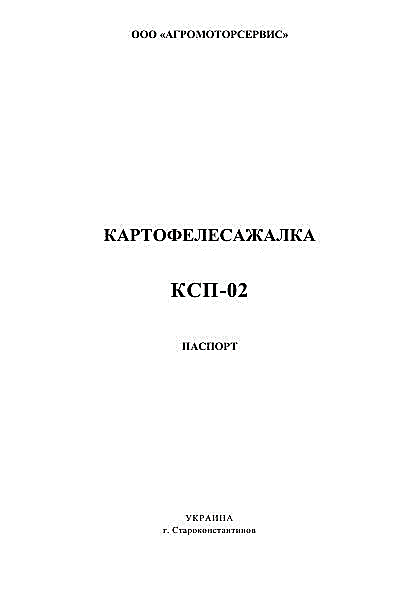 ООО «АГРОМОТОРСЕРВИС»
КАРТОФЕЛЕСАЖАЛКА
КСП-02
ПАСПОРТ
УКРАИНА
г. Староконстантинов